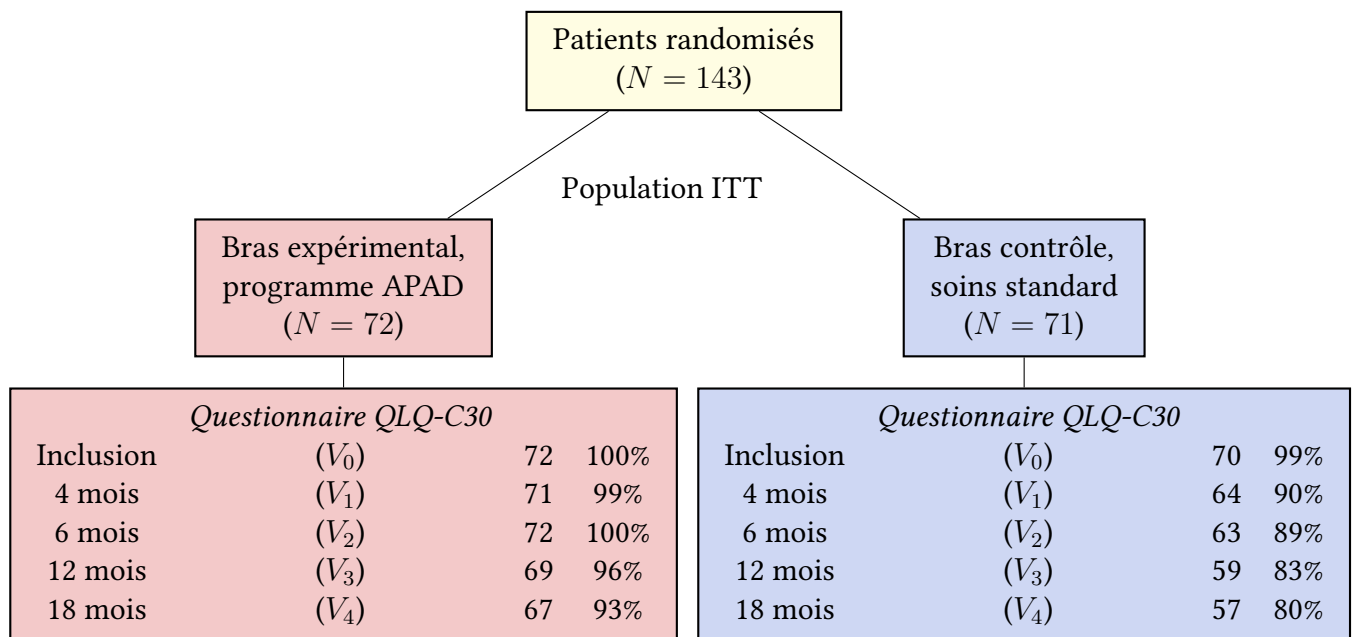 Patients randomisés
(N = 143)
Population ITT
Bras expérimental,
programme APAD
(N = 72)
Bras contrôle,
soins standard
(N = 71)
Questionnaire QLQ-C30
Inclusion (V0) 72 100%
4 mois (V1) 71 99%
6 mois (V2) 72 100%
12 mois (V3) 69 96%
18 mois (V4) 67 93%
Questionnaire QLQ-C30
Inclusion (V0) 70 99%
4 mois (V1) 64 90%
6 mois (V2) 63 89%
12 mois (V3) 59 83%
18 mois (V4) 57 80%